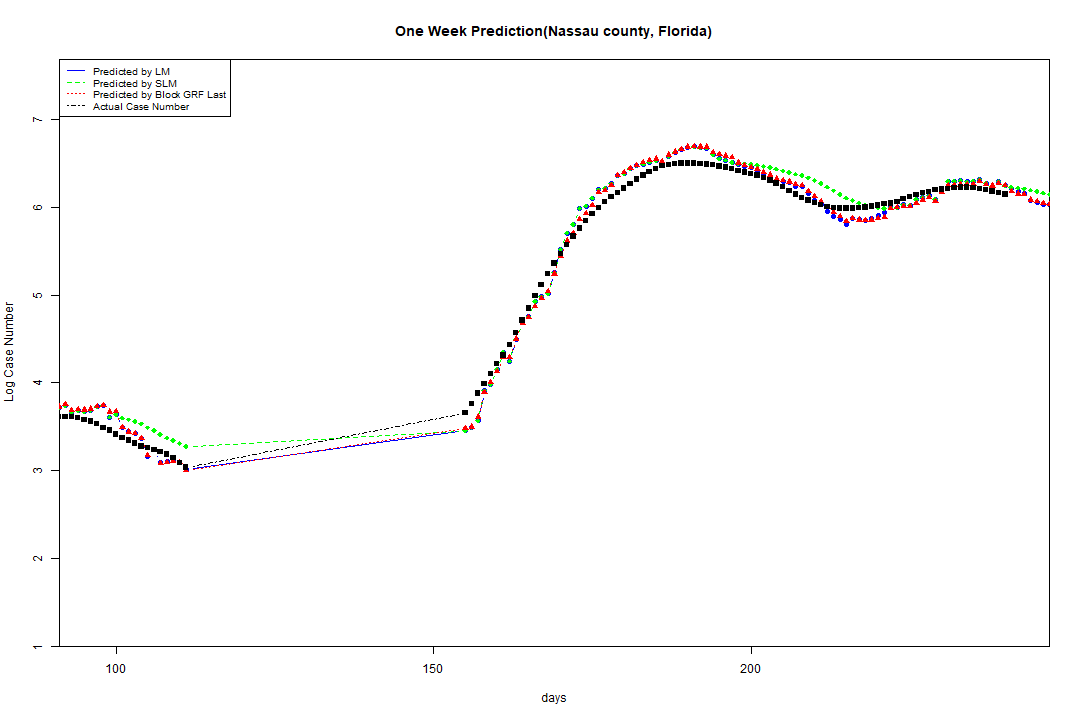 One Week Prediction(Nassau county, Florida)
Predicted by LM
Predicted by SLM
Predicted by Block GRF Last
Actual Case Number
7
6
5
4
3
2
1
Log Case Number
100 150 200
days